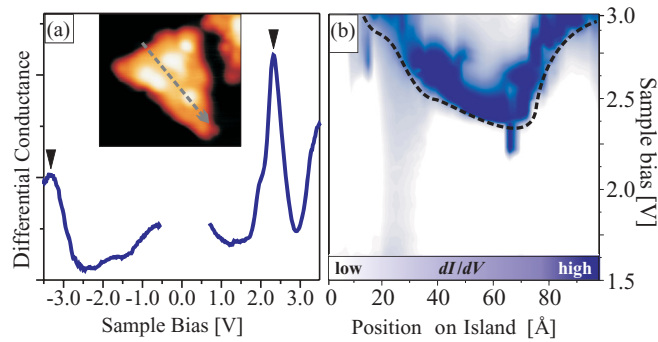 (a)
Differential Conductance
-3.0 -2.0 -1.0 0.0 1.0 2.0 3.0
Sample Bias [V]
(b)
3.0
2.5
2.0
1.5
Sample bias [V]
low dI/dV high
0 20 40 60 80
Position on Island [Å]